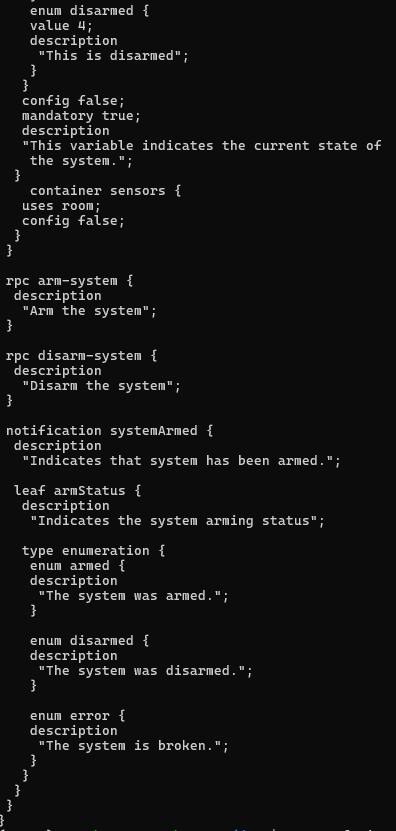 enum disarmed {
value 4;
description
"This is disarmed";
}
}
config false;
mandatory true;
description
"This variable indicates the current state of
the system.";
}
container sensors {
uses room;
config false;
}
}
rpc arm-system {
description
"Arm the system";
}
rpc disarm-system {
description
"Disarm the system";
}
notification systemArmed {
description
"Indicates that system has been armed.";
leaf armStatus {
description
"Indicates the system arming status";
type enumeration {
enum armed {
description
"The system was armed.";
}
enum disarmed {
description
"The system was disarmed.";
}
enum error {
description
"The system is broken.";
}
}
}
}
}